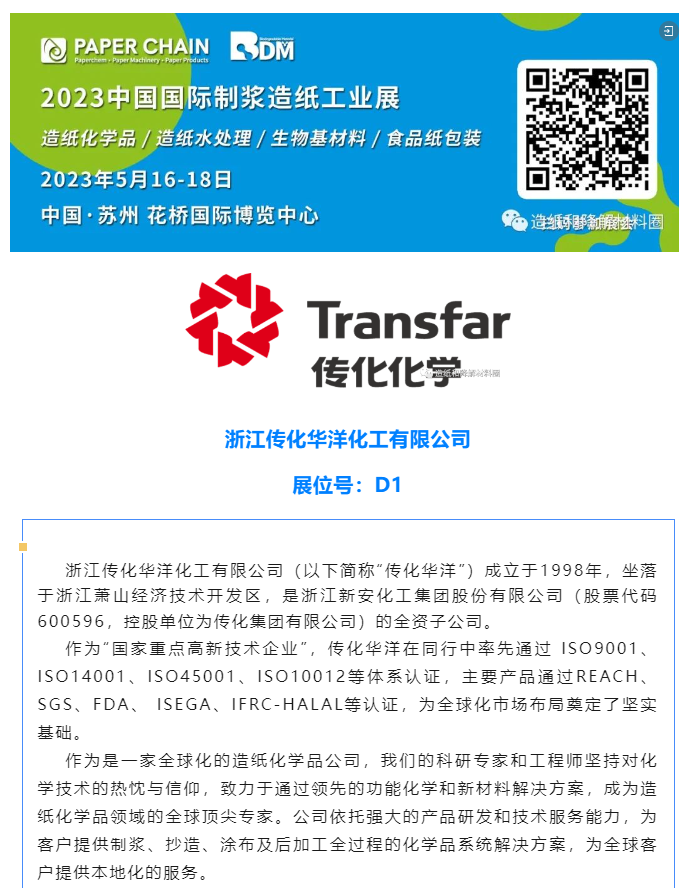 PAPER CHAIN
Paperchem · Paper Machinery · Paper Products
BDM
2023中国国际制浆造纸工业展
造纸化学品 / 造纸水处理 / 生物基材料 / 食品纸包装
2023年5月16-18日
中国·苏州 花桥国际博览中心
造纸和降解材料圈
Transfar
传化化学
造纸和降解材料圈
浙江传化华洋化工有限公司
展位号：D1
浙江传化华洋化工有限公司（以下简称“传化华洋”）成立于1998年，坐落
于浙江萧山经济技术开发区，是浙江新安化工集团股份有限公司（股票代码
600596，控股单位为传化集团有限公司）的全资子公司。
作为“国家重点高新技术企业”，传化华洋在同行中率先通过 ISO9001、
ISO14001、ISO45001、ISO10012等体系认证，主要产品通过REACH、
SGS、FDA、 ISEGA、IFRC-HALAL等认证，为全球化市场布局奠定了坚实
基础。
作为是一家全球化的造纸化学品公司，我们的科研专家和工程师坚持对化
学技术的热忱与信仰，致力于通过领先的功能化学和新材料解决方案，成为造
纸化学品领域的全球顶尖专家。公司依托强大的产品研发和技术服务能力，为
客户提供制浆、抄造、涂布及后加工全过程的化学品系统解决方案，为全球客
户提供本地化的服务。